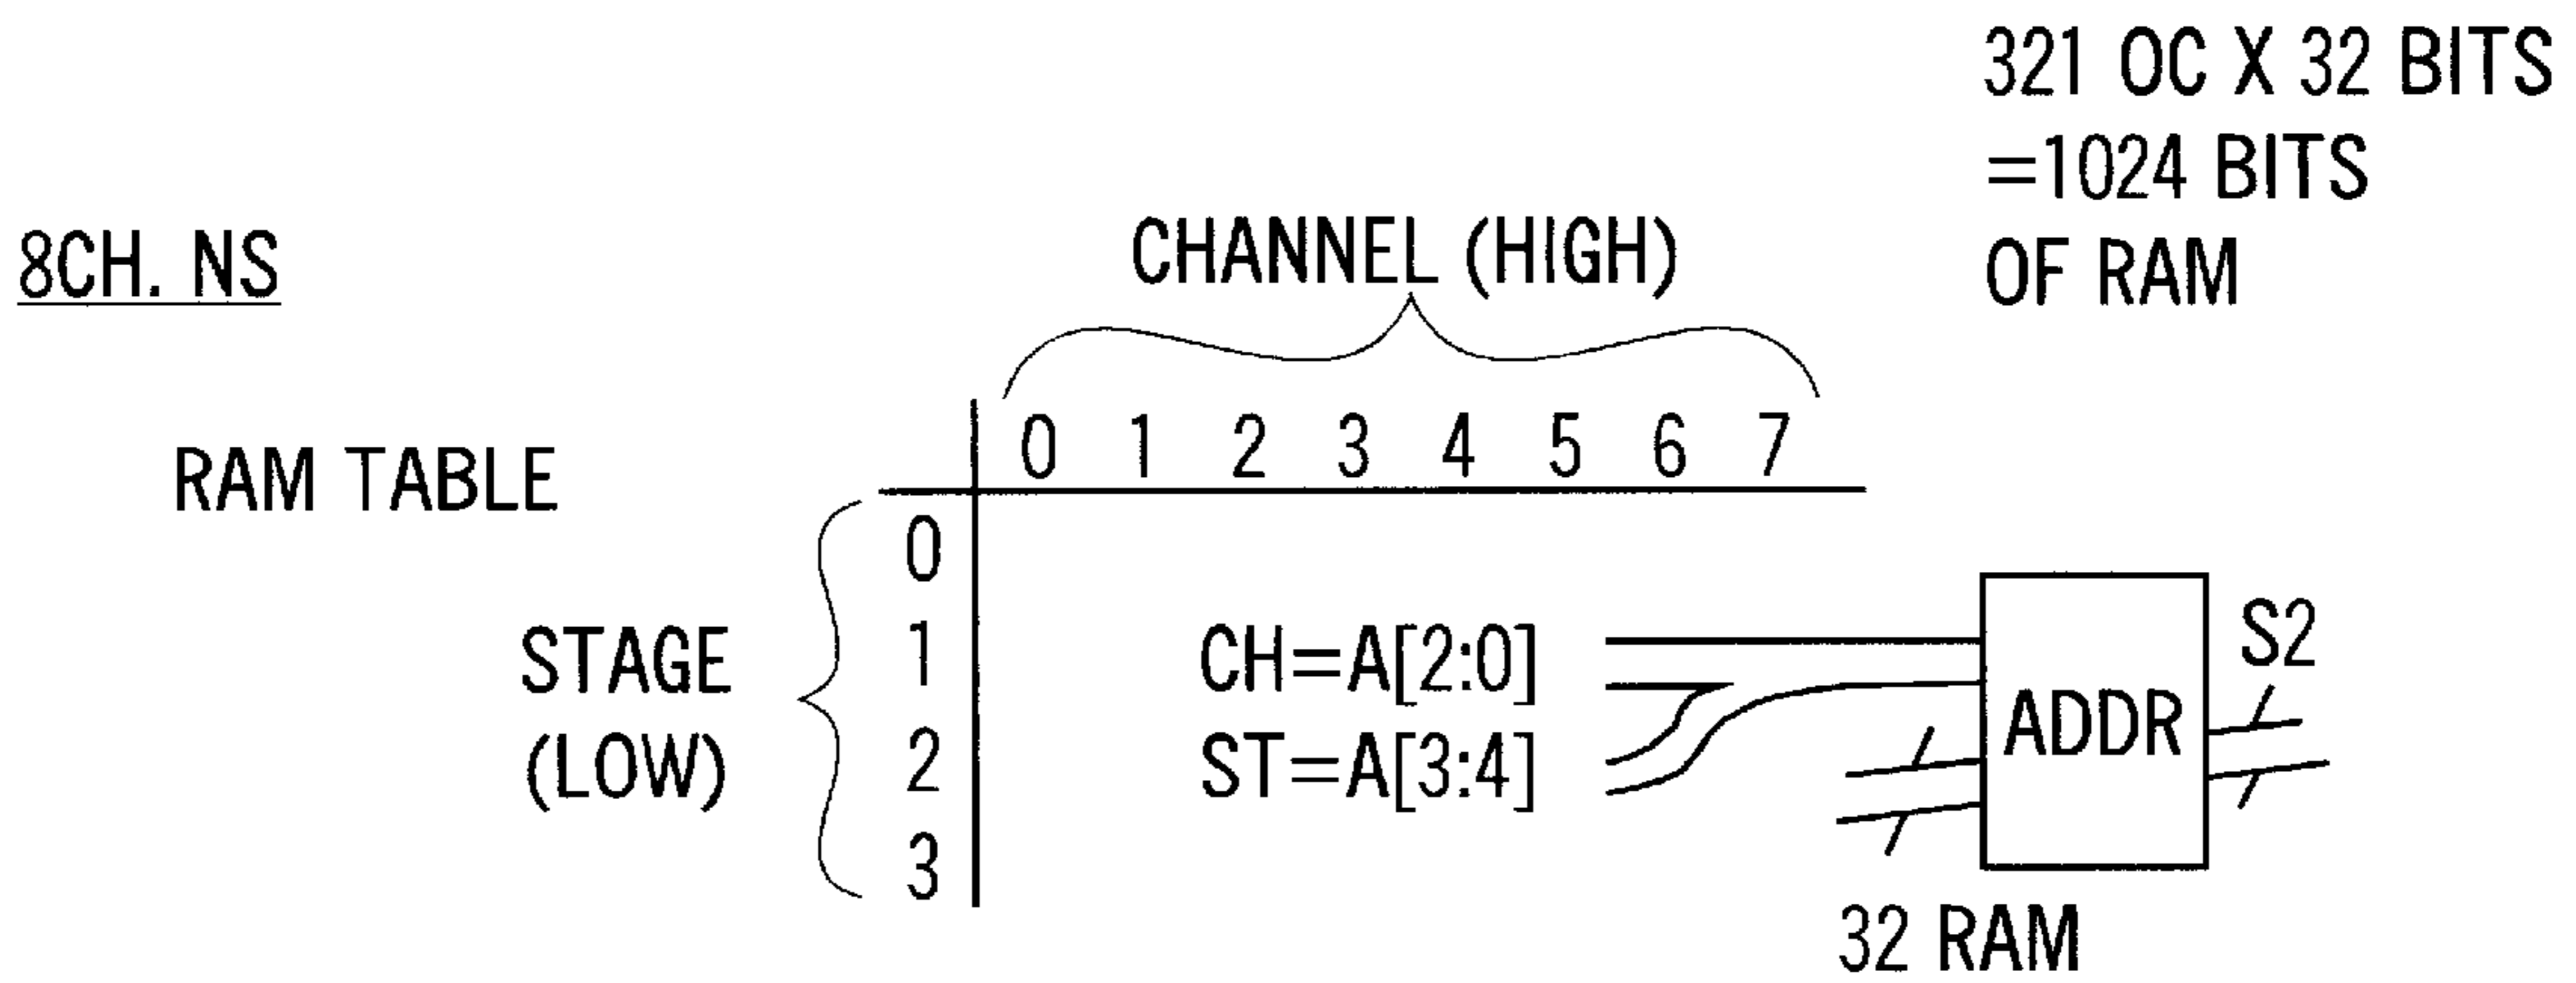 321 OC X 32 BITS
=1024 BITS
OF RAM
8CH. NS
CHANNEL (HIGH)
RAM TABLE
0 1 2 3 4 5 6 7
0
1
2
3
STAGE
(LOW)
CH=A[2:0]
ST=A[3:4]
ADDR
S2
32 RAM